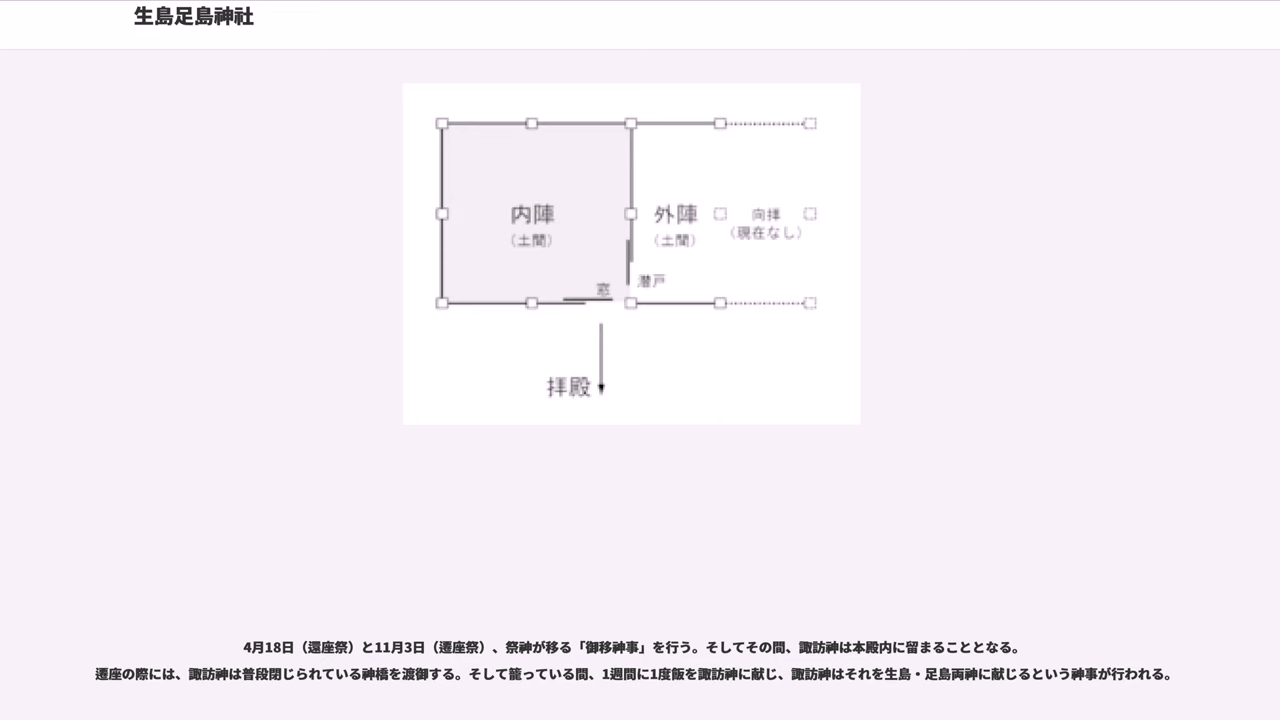 生島足島神社
内陣
（土間）
外陣
（土間）
向拝
（現在なし）
潜戸
窓
拝殿
4月18日（還座祭）と11月3日（遷座祭）、祭神が移る「御移神事」を行う。そしてその間、諏訪神は本殿内に留まることとなる。
遷座の際には、諏訪神は普段閉じられている神橋を渡御する。そして籠っている間、1週間に1度飯を諏訪神に献じ、諏訪神はそれを生島・足島両神に献じるという神事が行われる。